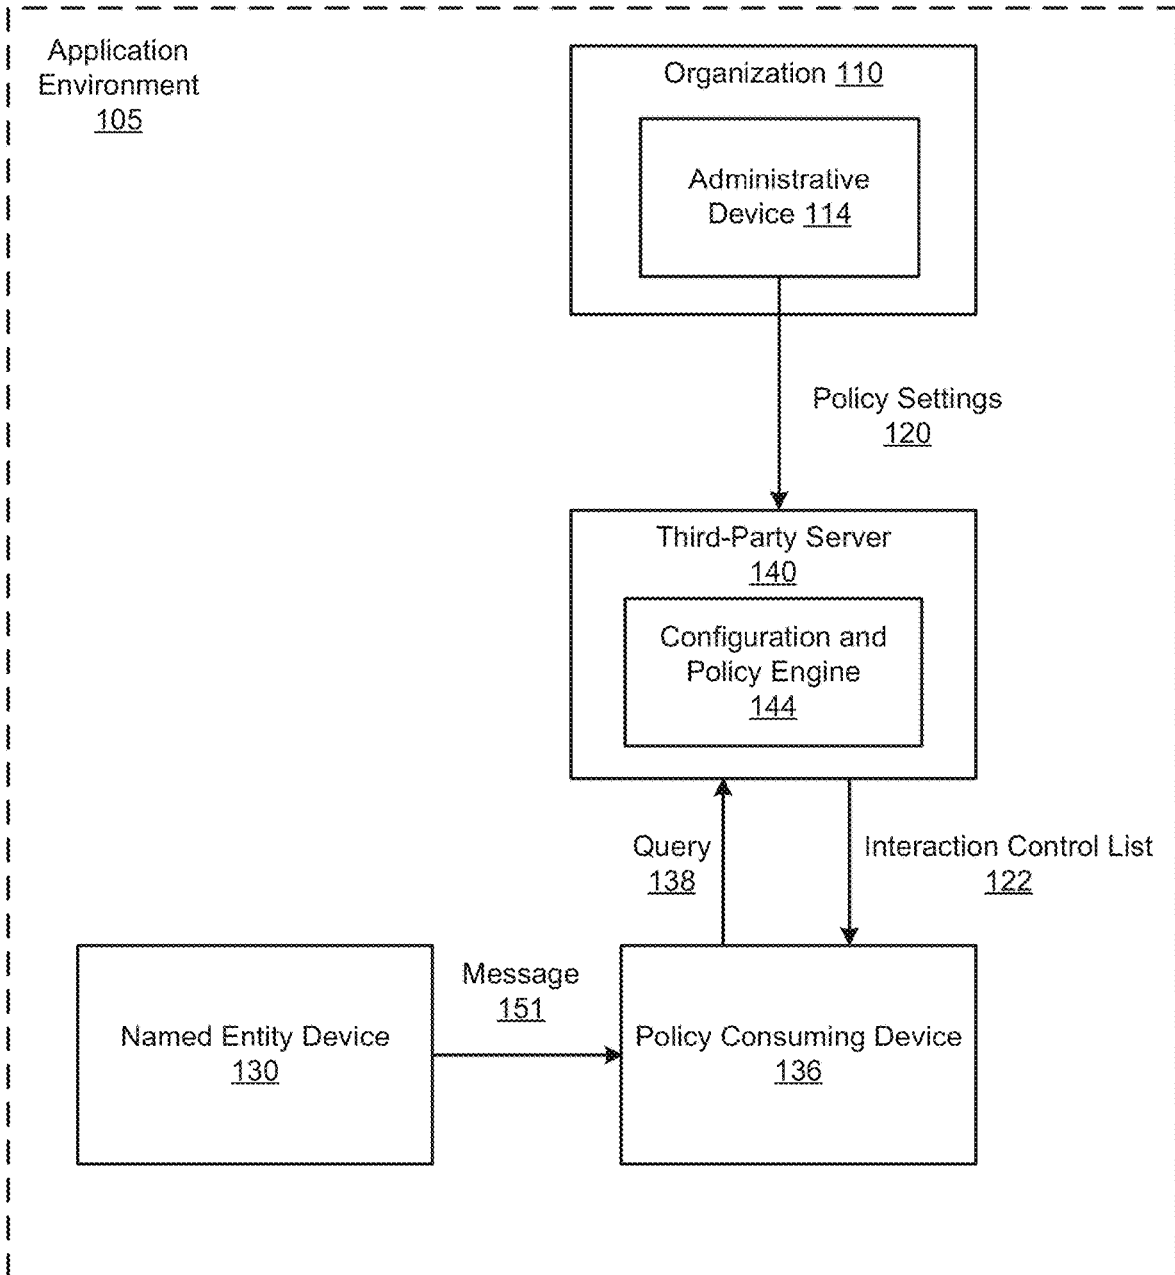 Application
Environment
105
Organization 110
Administrative
Device 114
Policy Settings
120
Third-Party Server
140
Configuration and
Policy Engine
144
Query
138
Interaction Control List
122
Named Entity Device
130
Message
151
Policy Consuming Device
136